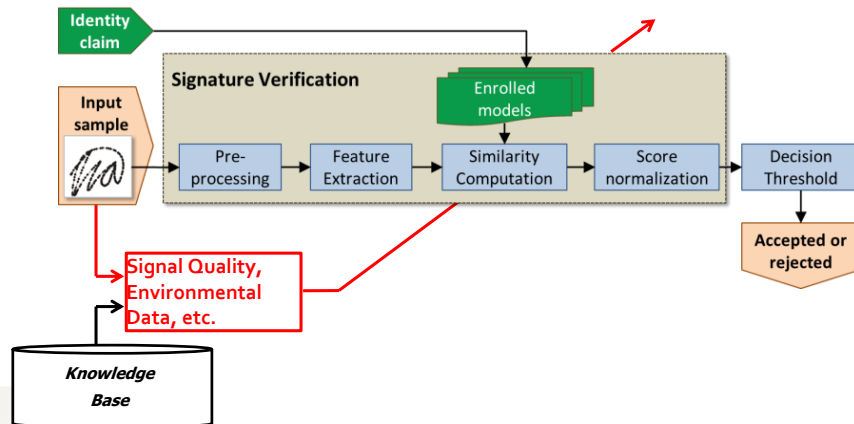 Identity
claim
Signature Verification
Enrolled
models
Input
sample
Pre-
processing
Feature
Extraction
Similarity
Computation
Score
normalization
Decision
Threshold
Accepted or
rejected
Signal Quality,
Environmental
Data, etc.
Knowledge
Base